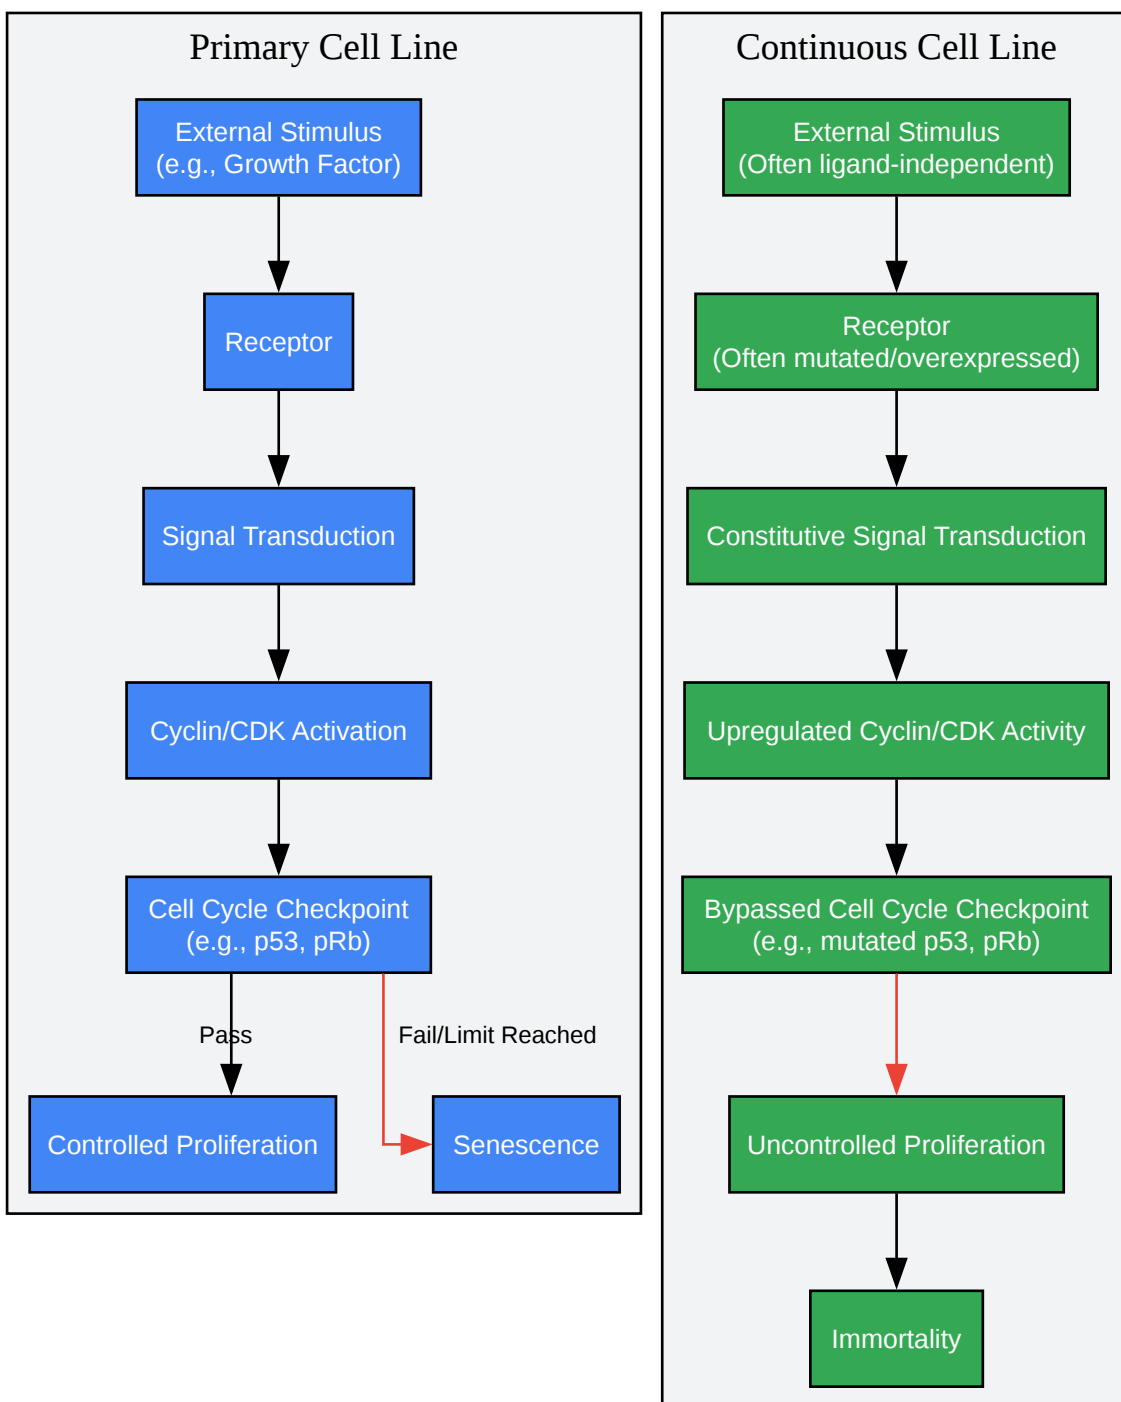 Primary Cell Line
External Stimulus
(e.g., Growth Factor)
Receptor
Signal Transduction
Cyclin/CDK Activation
Cell Cycle Checkpoint
(e.g., p53, pRb)
Pass
Fail/Limit Reached
Controlled Proliferation
Senescence
Continuous Cell Line
External Stimulus
(Often ligand-independent)
Receptor
(Often mutated/overexpressed)
Constitutive Signal Transduction
Upregulated Cyclin/CDK Activity
Bypassed Cell Cycle Checkpoint
(e.g., mutated p53, pRb)
Uncontrolled Proliferation
Immortality